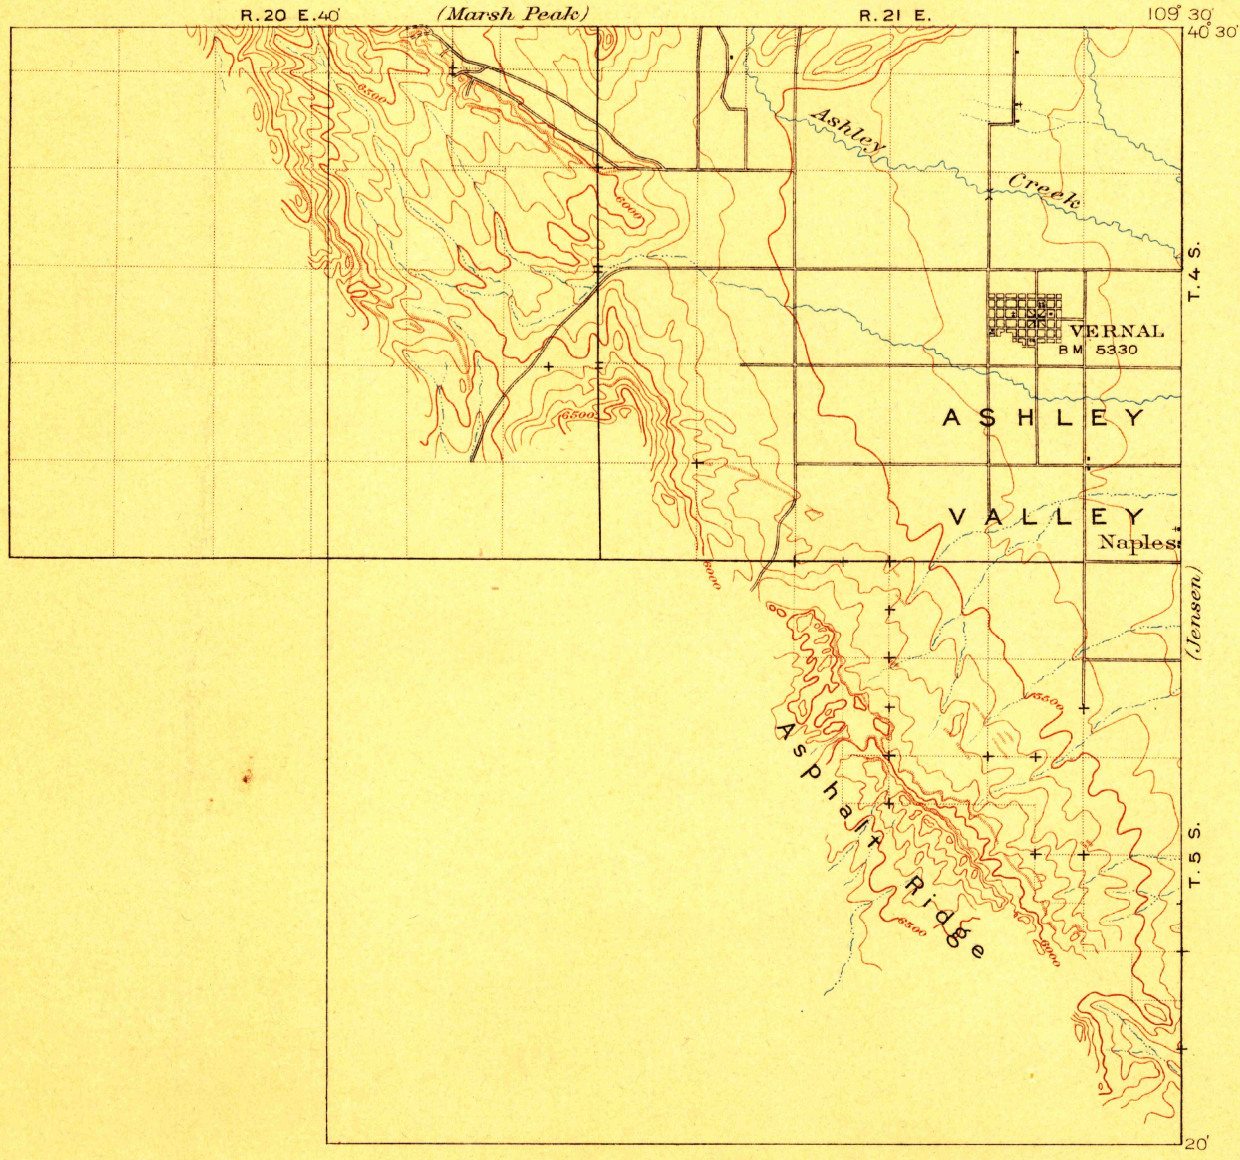 R. 20 E. 40'
(Marsh Peak)
R. 21 E.
109° 30'
40° 30'
6500
Ashley
Creek
6000
T. 4 S.
VERNAL
B M 5330
6500
ASHLEY
VALLEY
Naples
6000
(Jensen)
5500
Asphalt
Ridge
T. 5 S.
6500
6000
20'